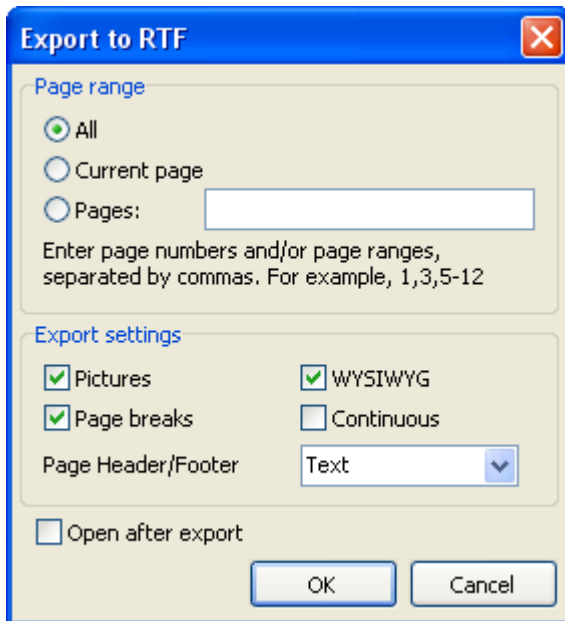 Export to RTF
Page range
All
Current page
Pages:
Enter page numbers and/or page ranges,
separated by commas. For example, 1,3,5-12
Export settings
Pictures WYSIWYG
Page breaks Continuous
Page Header/Footer Text
Open after export
OK Cancel